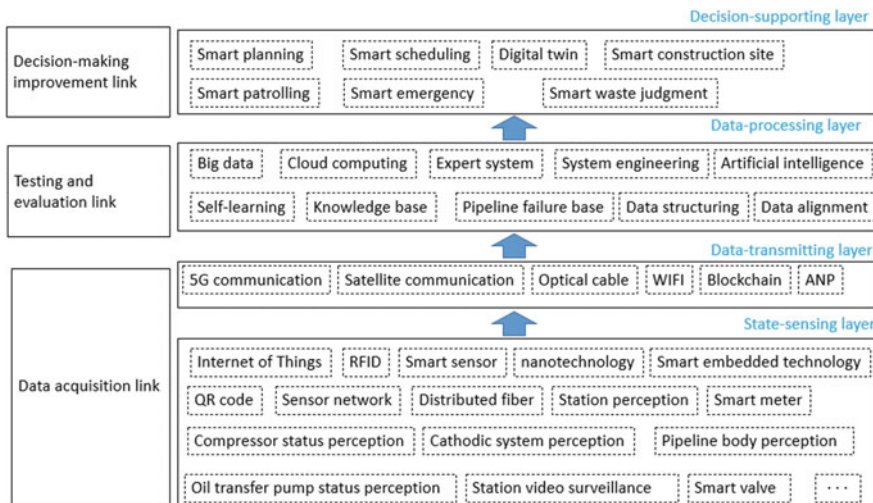 Decision-supporting layer
Decision-making
improvement link
Smart planning Smart scheduling Digital twin Smart construction site
Smart patrolling Smart emergency Smart waste judgment
Data-processing layer
Testing and
evaluation link
Big data Cloud computing Expert system System engineering Artificial intelligence
Self-learning Knowledge base Pipeline failure base Data structuring Data alignment
Data-transmitting layer
Data acquisition link
5G communication Satellite communication Optical cable WIFI Blockchain ANP
State-sensing layer
Internet of Things RFID Smart sensor nanotechnology Smart embedded technology
QR code Sensor network Distributed fiber Station perception Smart meter
Compressor status perception Cathodic system perception Pipeline body perception
Oil transfer pump status perception Station video surveillance Smart valve ...